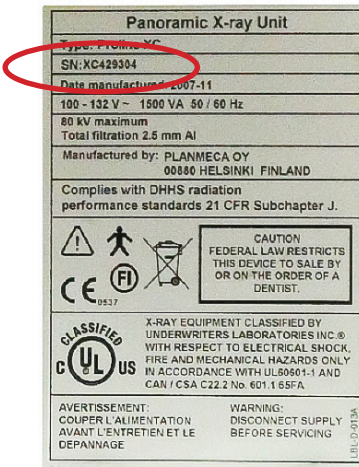 Panoramic X-ray Unit
Type: Proline XC
SN:XC429304
Date manufactured: 2007-11
100 - 132 V ~ 1500 VA 50 / 60 Hz
80 kV maximum
Total filtration 2.5 mm Al
Manufactured by: PLANMECA OY
00880 HELSINKI FINLAND
Complies with DHHS radiation
performance standards 21 CFR Subchapter J.
CAUTION
FEDERAL LAW RESTRICTS
THIS DEVICE TO SALE BY
OR ON THE ORDER OF A
DENTIST.
CE 0537
FI
CLASSIFIED
C UL US
X-RAY EQUIPMENT CLASSIFIED BY
UNDERWRITERS LABORATORIES INC.®
WITH RESPECT TO ELECTRICAL SHOCK,
FIRE AND MECHANICAL HAZARDS ONLY
IN ACCORDANCE WITH UL60601-1 AND
CAN / CSA C22.2 No. 601.1 65FA
AVERTISSEMENT:
COUPER L'ALIMENTATION
AVANT L'ENTRETIEN ET LE
DEPANNAGE
WARNING:
DISCONNECT SUPPLY
BEFORE SERVICING
LBL-D-013A